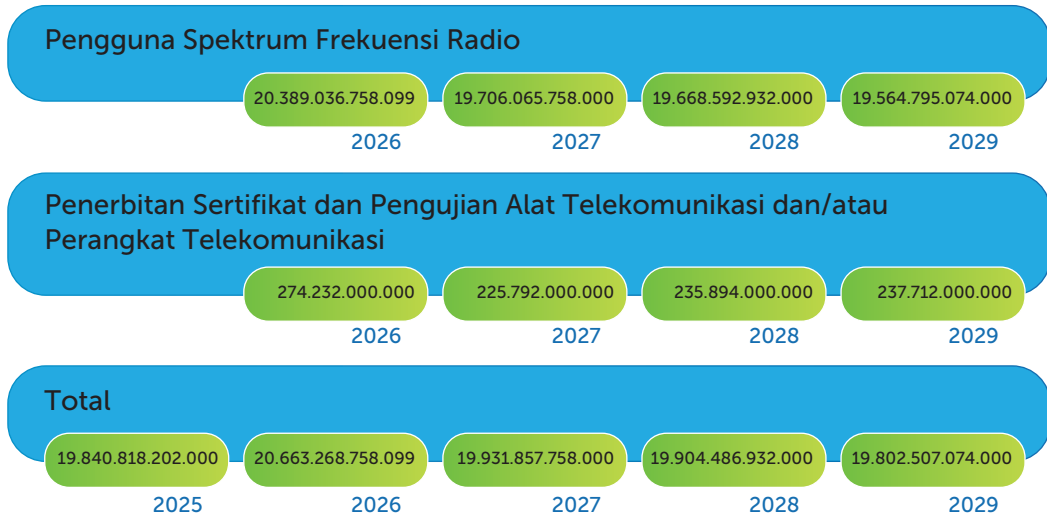 Pengguna Spektrum Frekuensi Radio
20.389.036.758.099 19.706.065.758.000 19.668.592.932.000 19.564.795.074.000
2026 2027 2028 2029
Penerbitan Sertifikat dan Pengujian Alat Telekomunikasi dan/atau
Perangkat Telekomunikasi
274.232.000.000 225.792.000.000 235.894.000.000 237.712.000.000
2026 2027 2028 2029
Total
19.840.818.202.000 20.663.268.758.099 19.931.857.758.000 19.904.486.932.000 19.802.507.074.000
2025 2026 2027 2028 2029